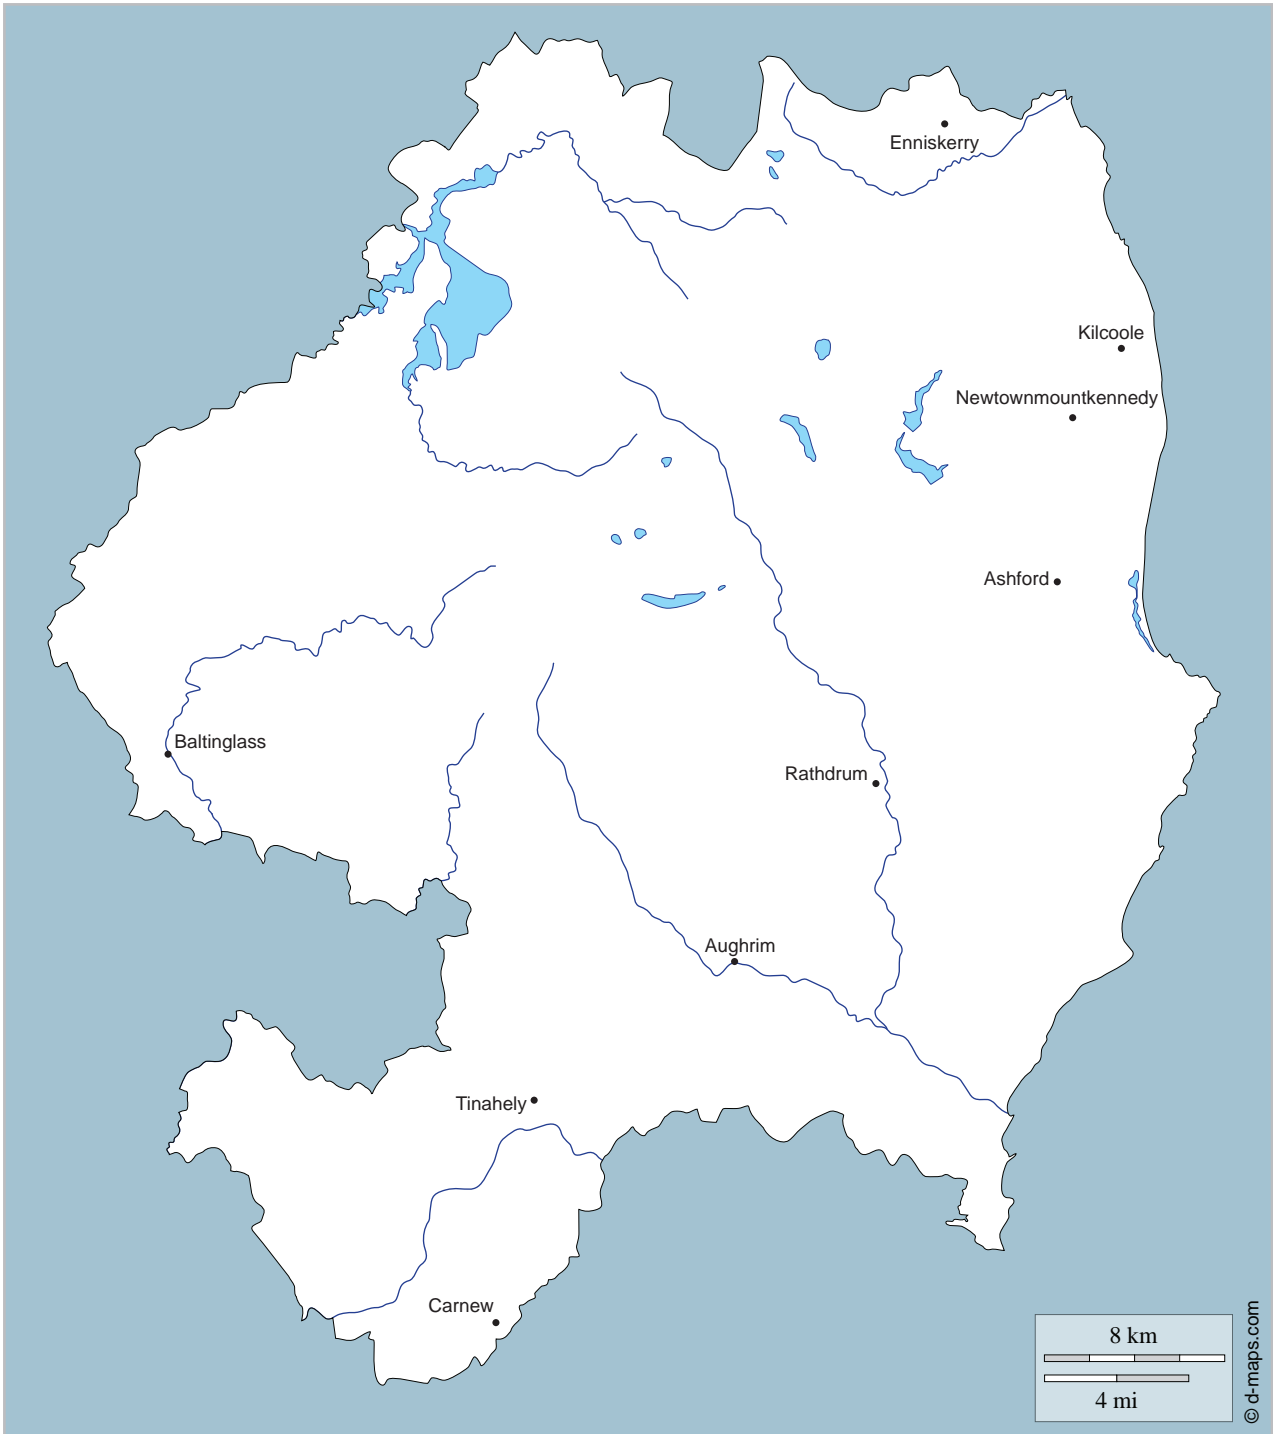 Enniskerry
Kilcoole
Newtownmountkennedy
Ashford
Baltinglass
Rathdrum
Aughrim
Tinahely
Carnew
8 km
4 mi
© d-maps.com